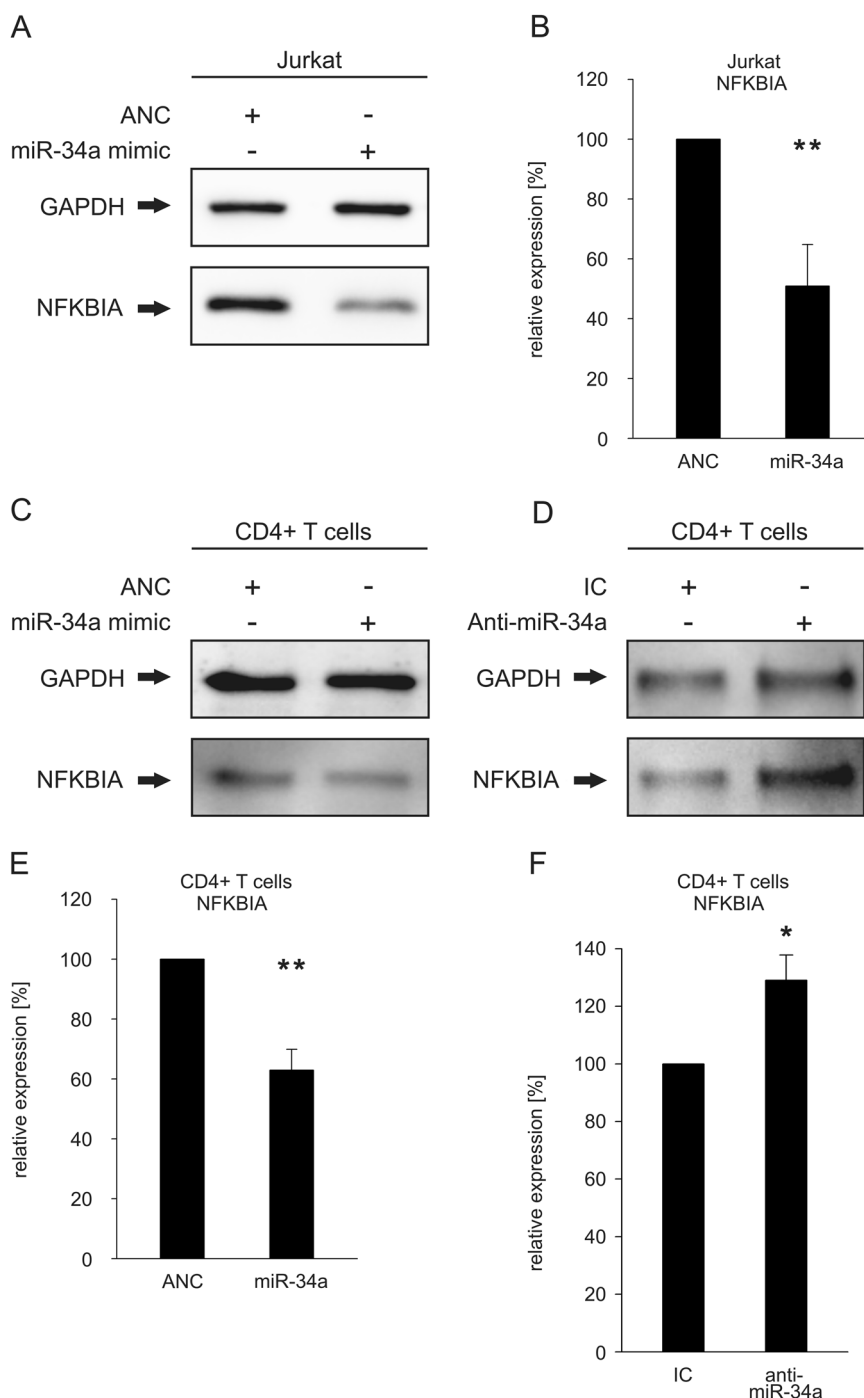 A
Jurkat
ANC + -
miR-34a mimic - +
GAPDH
NFKBIA
B
Jurkat
NFKBIA
relative expression [%]
120
100
80
60
40
20
0
**
ANC miR-34a
C
CD4+ T cells
ANC + -
miR-34a mimic - +
GAPDH
NFKBIA
D
CD4+ T cells
IC + -
Anti-miR-34a - +
GAPDH
NFKBIA
E
CD4+ T cells
NFKBIA
relative expression [%]
120
100
80
60
40
20
0
**
ANC miR-34a
F
CD4+ T cells
NFKBIA
relative expression [%]
*
140
120
100
80
60
40
20
0
IC anti-
miR-34a